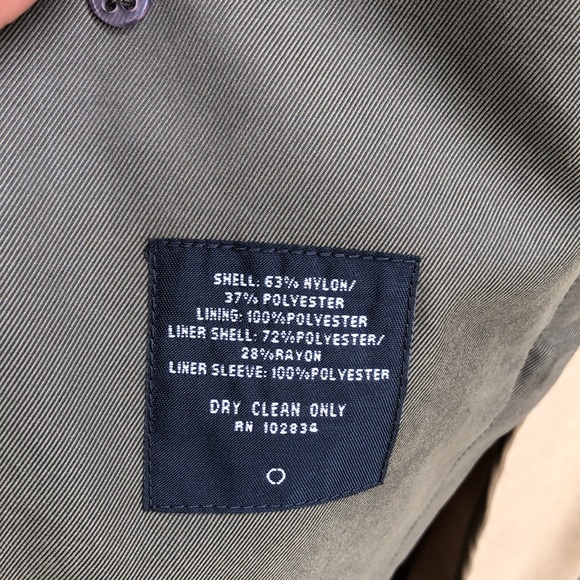 SHELL: 63% NYLON/
37% POLYESTER
LINING: 100%POLYESTER
LINER SHELL: 72%POLYESTER/
28%RAYON
LINER SLEEVE: 100%POLYESTER
DRY CLEAN ONLY
RN 102834